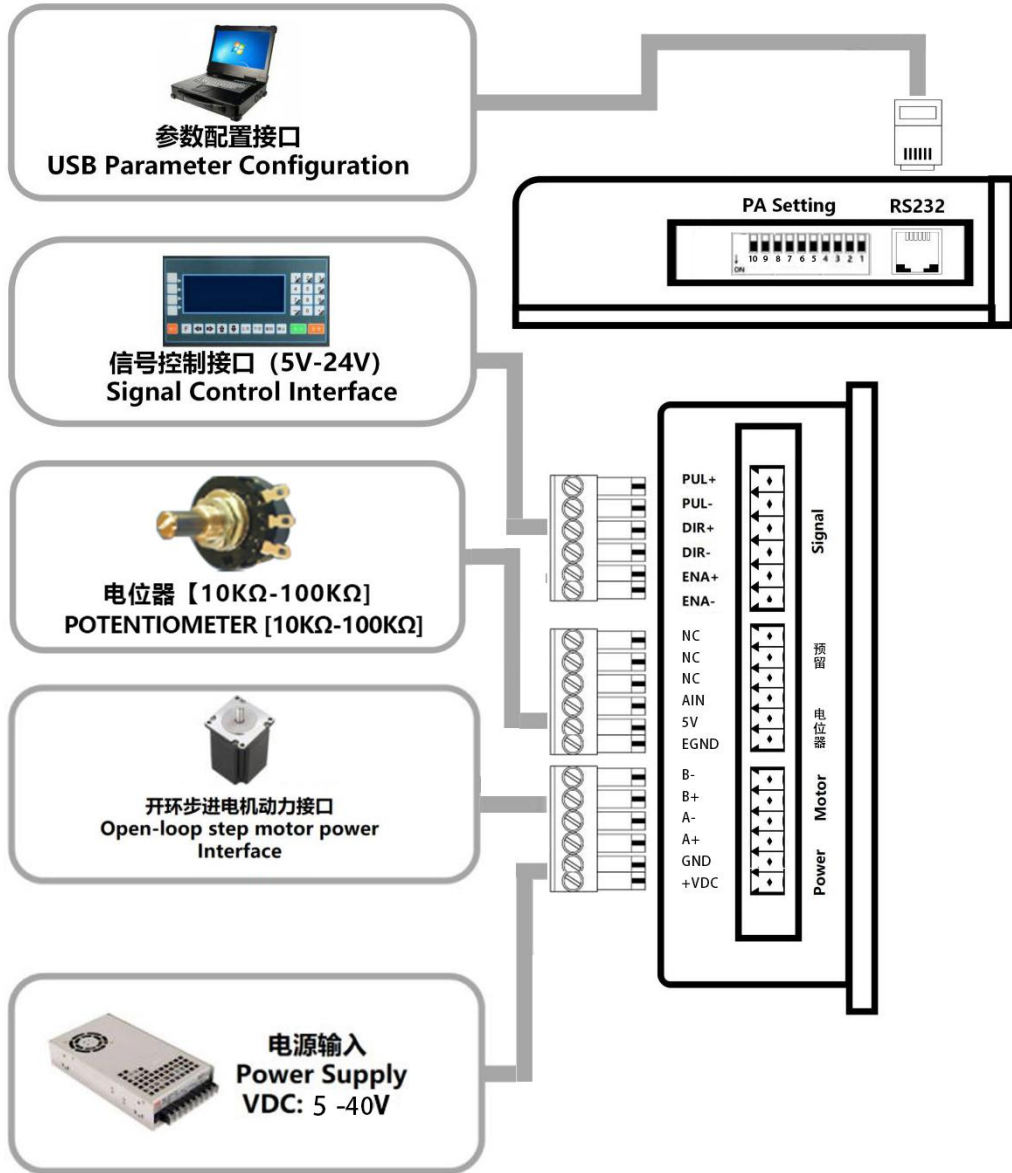 参数配置接口
USB Parameter Configuration
PA Setting
RS232
10 9 8 7 6 5 4 3 2 1
↓
ON
信号控制接口（5V-24V）
Signal Control Interface
电位器【10KΩ-100KΩ]
POTENTIOMETER [10KΩ-100KΩ]
开环步进电机动力接口
Open-loop step motor power
Interface
电源输入
Power Supply
VDC: 5 -40V
PUL+
PUL-
DIR+
DIR-
ENA+
ENA-
Signal
NC
NC
NC
AIN
5V
EGND
预留
电位器
B-
B+
A-
A+
GND
+VDC
Motor
Power